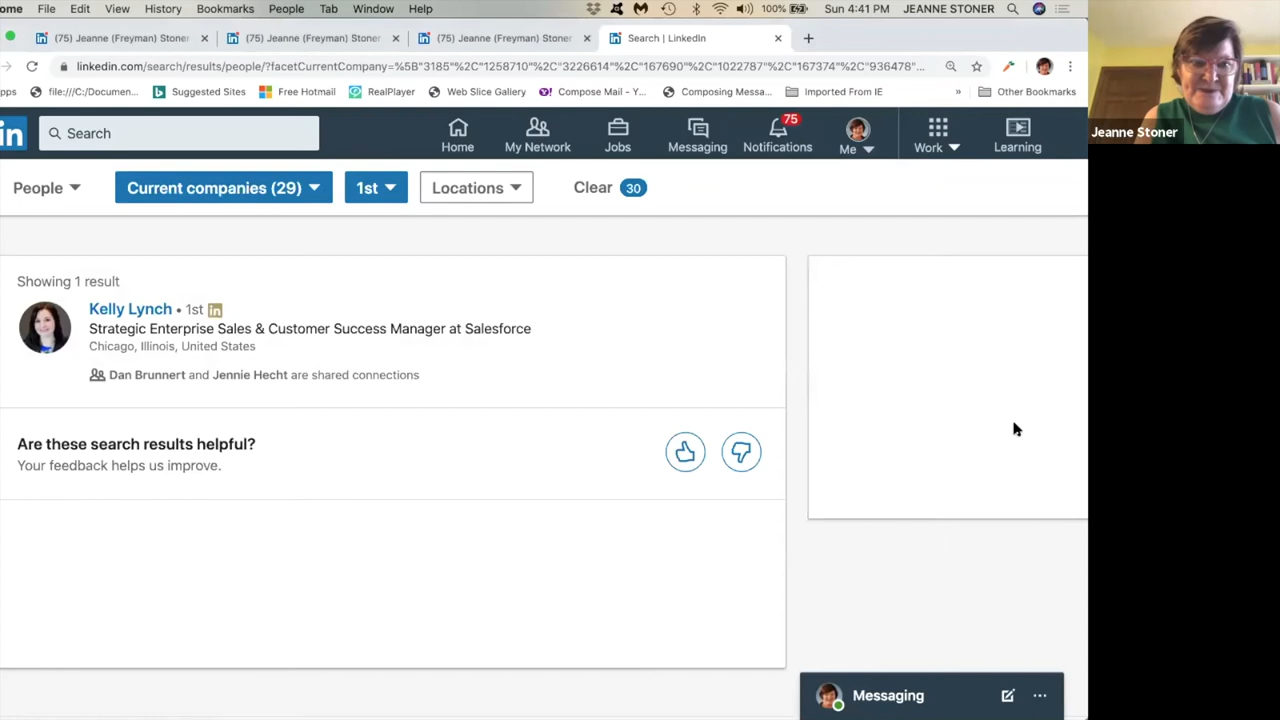 ome File Edit View History Bookmarks People Tab Window Help 100% Sun 4:41 PM JEANNE STONER
(75) Jeanne (Freyman) Stoner (75) Jeanne (Freyman) Stoner (75) Jeanne (Freyman) Stoner Search | LinkedIn
linkedin.com/search/results/people/?facetCurrentCompany=%5B"3185"%2C"1258710"%2C"3226614"%2C"167690"%2C"1022787"%2C"167374"%2C"936478"...
pps file:///C:/Documen... Suggested Sites Free Hotmail RealPlayer Web Slice Gallery Compose Mail - Y... Composing Messa... Imported From IE » Other Bookmarks
Jeanne Stoner
in Search Home My Network Jobs Messaging 75 Notifications Me Work Learning
People Current companies (29) 1st Locations Clear 30
Showing 1 result
Kelly Lynch • 1st in
Strategic Enterprise Sales & Customer Success Manager at Salesforce
Chicago, Illinois, United States
Dan Brunnert and Jennie Hecht are shared connections
Are these search results helpful?
Your feedback helps us improve.
Messaging